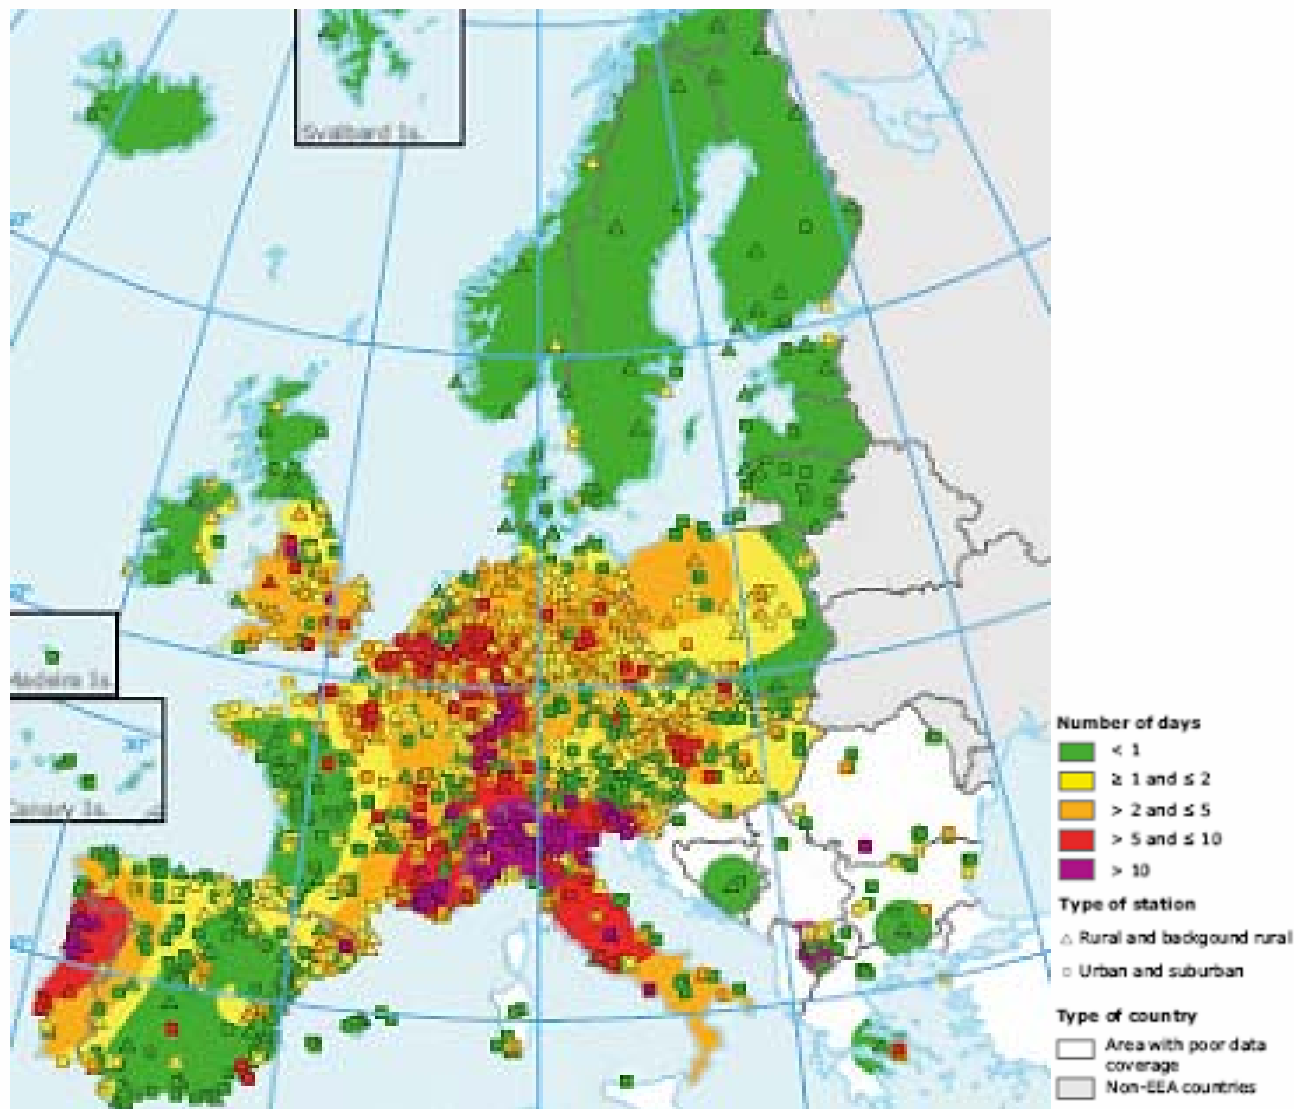 Svalbard Is.
Madeira Is.
30°
Canary Is.
Number of days
< 1
≥ 1 and ≤ 2
> 2 and ≤ 5
> 5 and ≤ 10
> 10
Type of station
△ Rural and backgound rural
□ Urban and suburban
Type of country
Area with poor data
coverage
Non-EEA countries